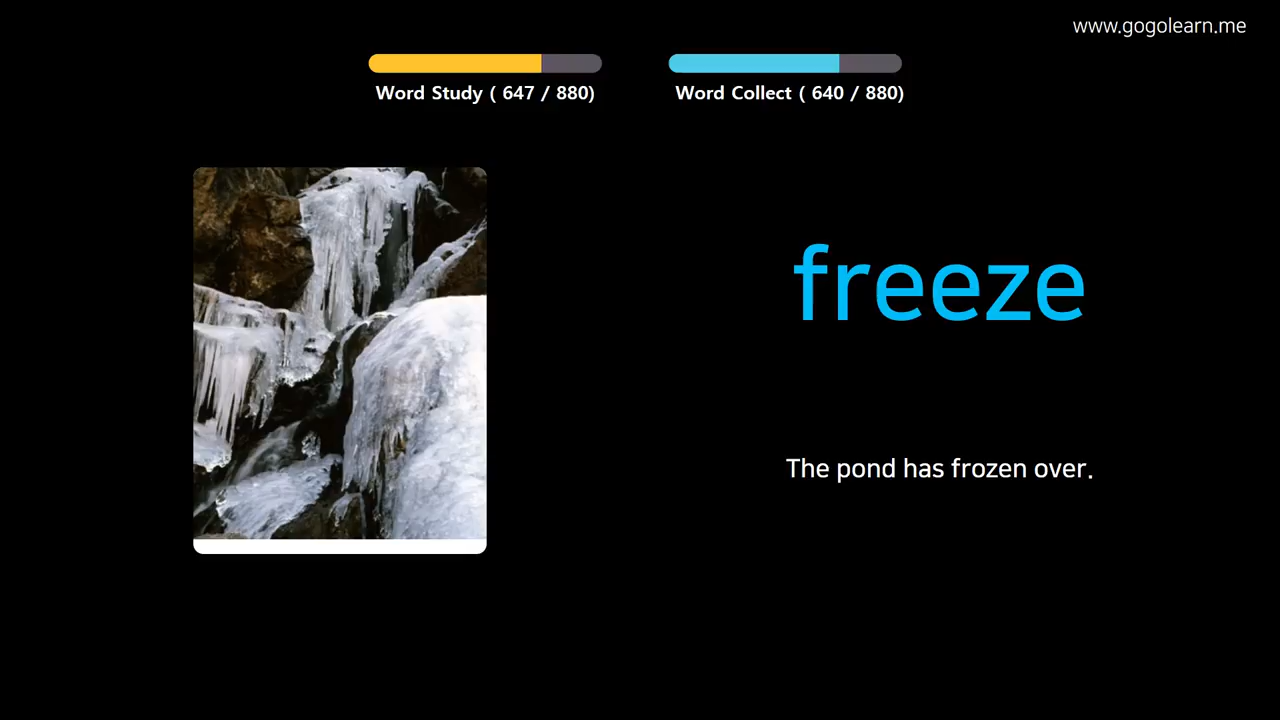 www.gogolearn.me
Word Study ( 647 / 880)
Word Collect ( 640 / 880)
freeze
The pond has frozen over.